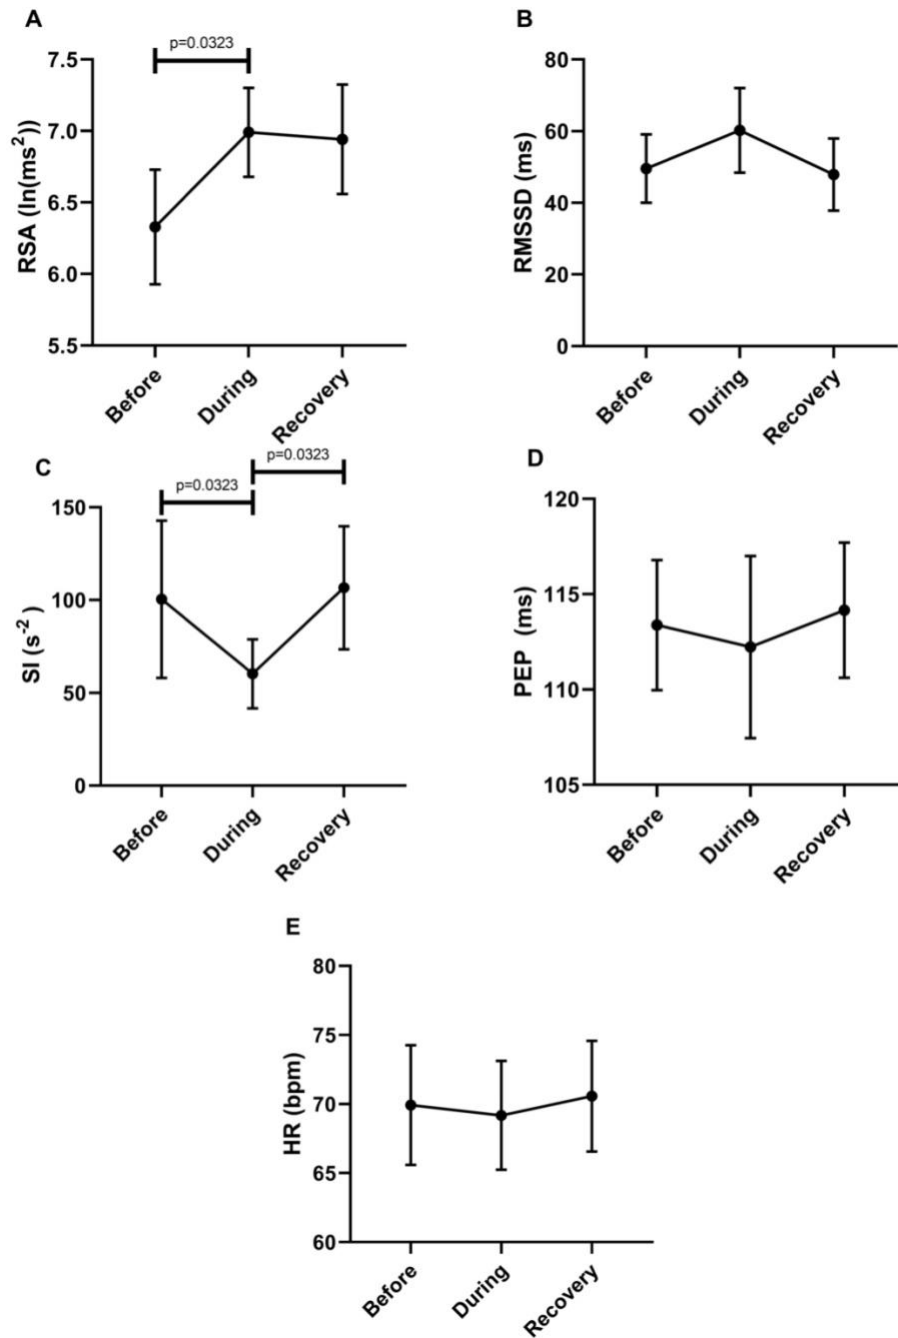 A
p=0.0323
RSA (ln(ms²))
7.5
7.0
6.5
6.0
5.5
Before
During
Recovery
B
RMSSD (ms)
80
60
40
20
0
Before
During
Recovery
C
p=0.0323
p=0.0323
SI (s⁻²)
150
100
50
0
Before
During
Recovery
D
PEP (ms)
120
115
110
105
Before
During
Recovery
E
HR (bpm)
80
75
70
65
60
Before
During
Recovery